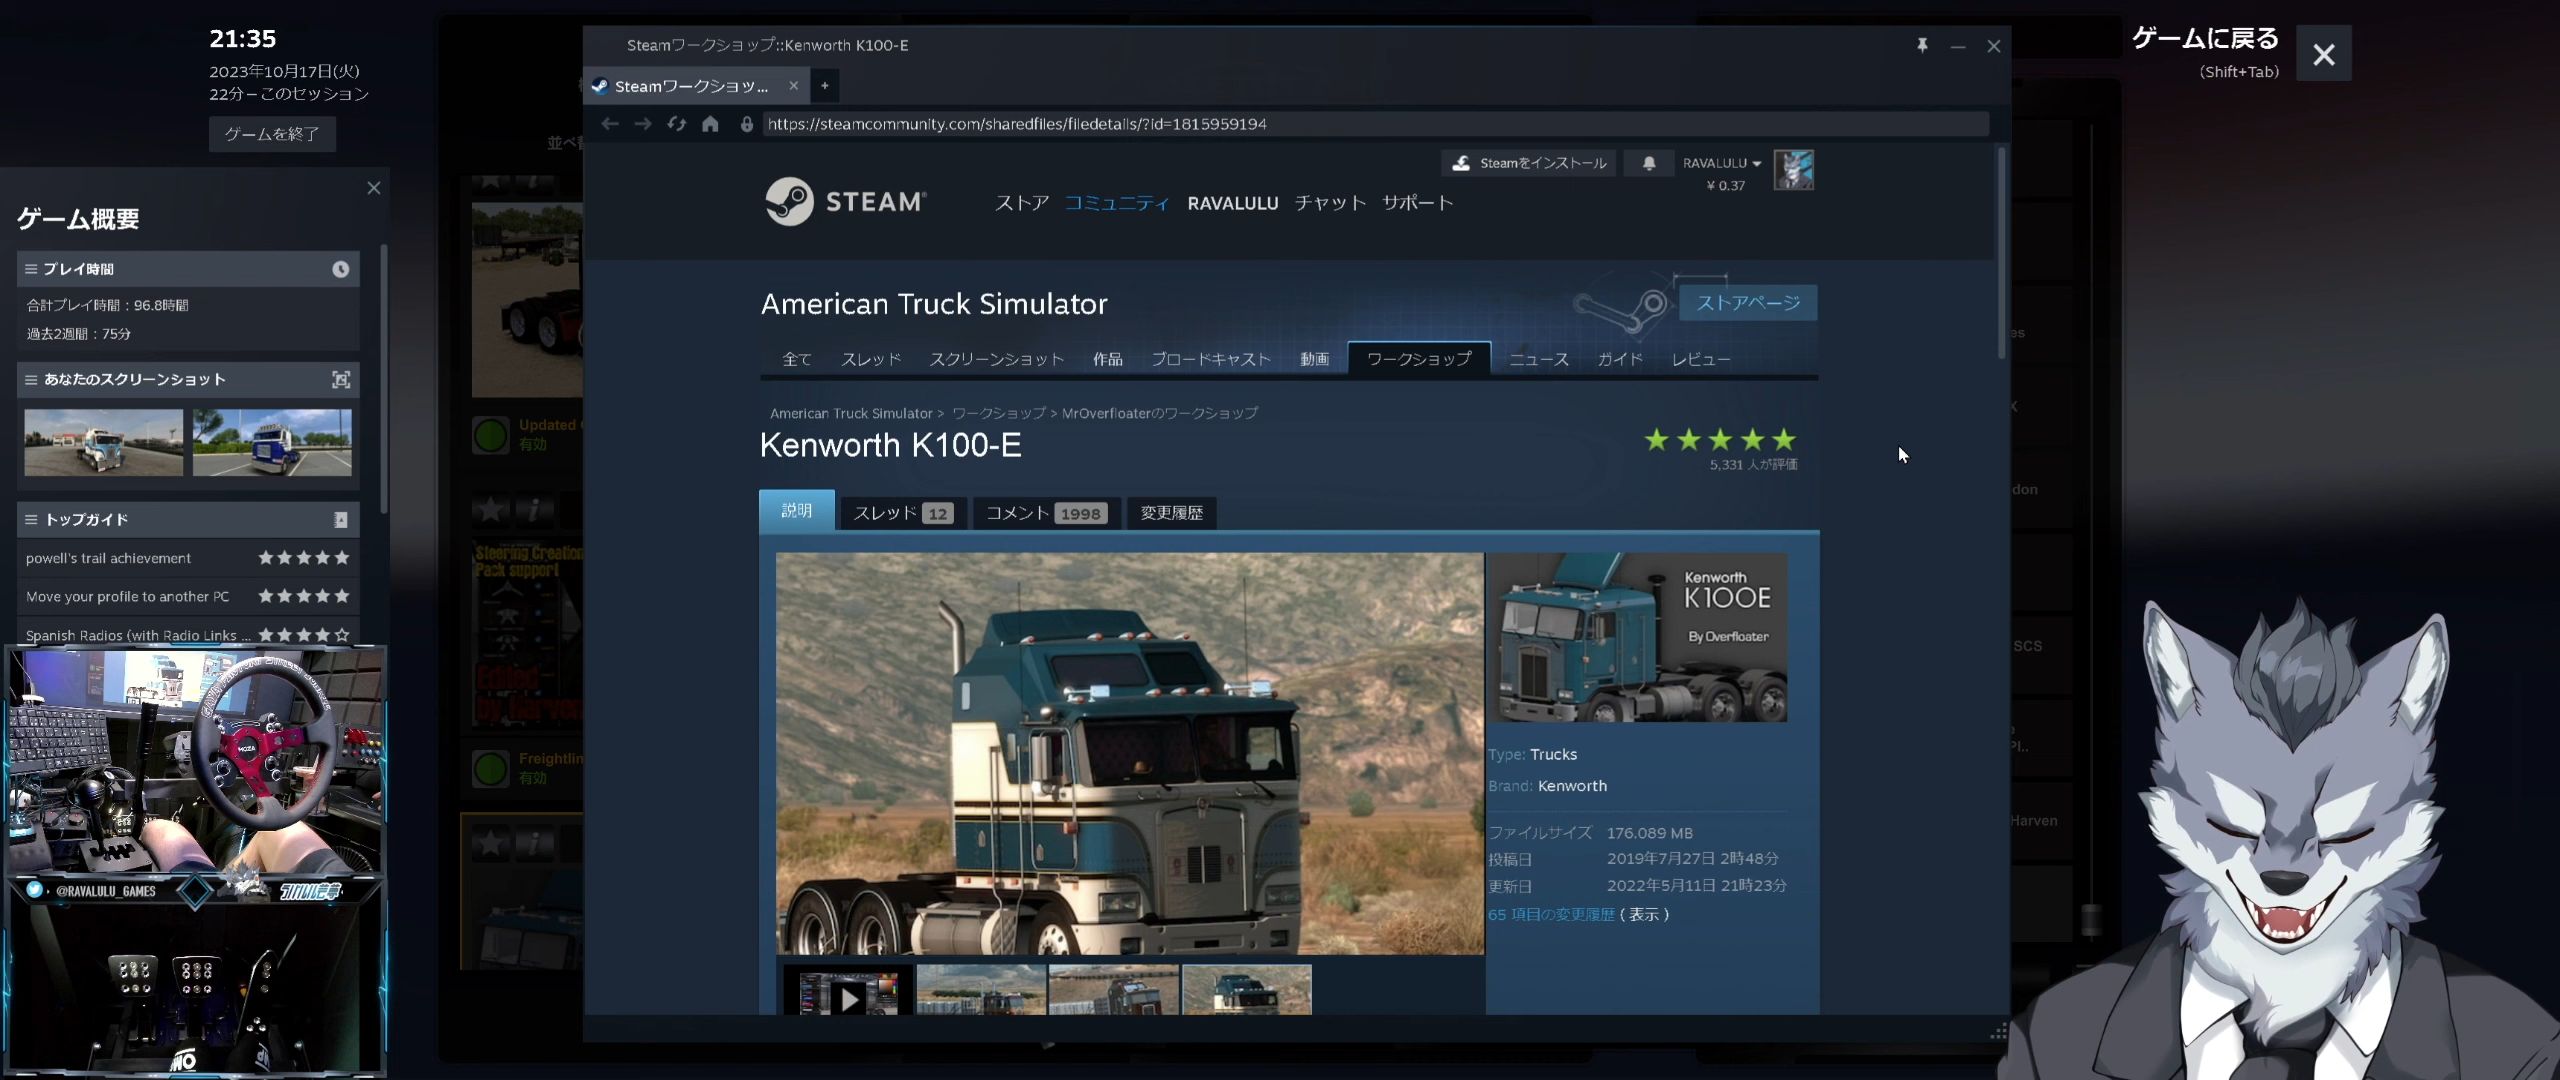 21:35
2023年10月17日(火)
22分 – このセッション
ゲームを終了
ゲーム概要
プレイ時間
合計プレイ時間：96.8時間
過去2週間：75分
あなたのスクリーンショット
トップガイド
powell's trail achievement
Move your profile to another PC
Spanish Radios (with Radio Links ...
MOZA
@RAVALULU_GAMES
並べ
Updated
有効
Steering Creation
Pack support
Edited
by Harven
Freightlin
有効
Steamワークショップ::Kenworth K100-E
Steamワークショッ...
https://steamcommunity.com/sharedfiles/filedetails/?id=1815959194
Steamをインストール
RAVALULU
¥ 0.37
STEAM
ストア コミュニティ RAVALULU チャット サポート
American Truck Simulator
ストアページ
全て スレッド スクリーンショット 作品 ブロードキャスト 動画 ワークショップ ニュース ガイド レビュー
American Truck Simulator > ワークショップ > MrOverfloaterのワークショップ
Kenworth K100-E
5,331 人が評価
説明 スレッド 12 コメント 1998 変更履歴
Kenworth
K100E
By Overfloater
Type: Trucks
Brand: Kenworth
ファイルサイズ 176.089 MB
投稿日 2019年7月27日 2時48分
更新日 2022年5月11日 21時23分
65 項目の変更履歴 ( 表示 )
ゲームに戻る
(Shift+Tab)
es
don
SCS
Harven